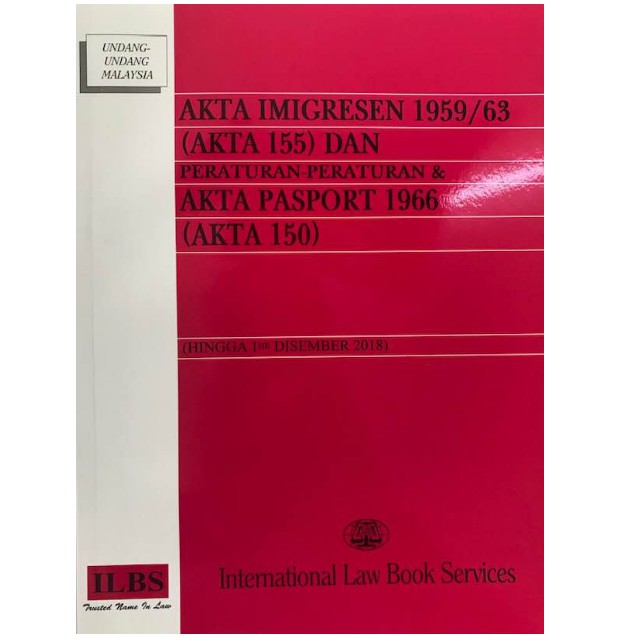 UNDANG-
UNDANG
MALAYSIA
AKTA IMIGRESEN 1959/63
(AKTA 155) DAN
PERATURAN-PERATURAN &
AKTA PASPORT 1966
(AKTA 150)
(HINGGA 1HB DISEMBER 2018)
International Law Book Services
ILBS
Trusted Name In Law